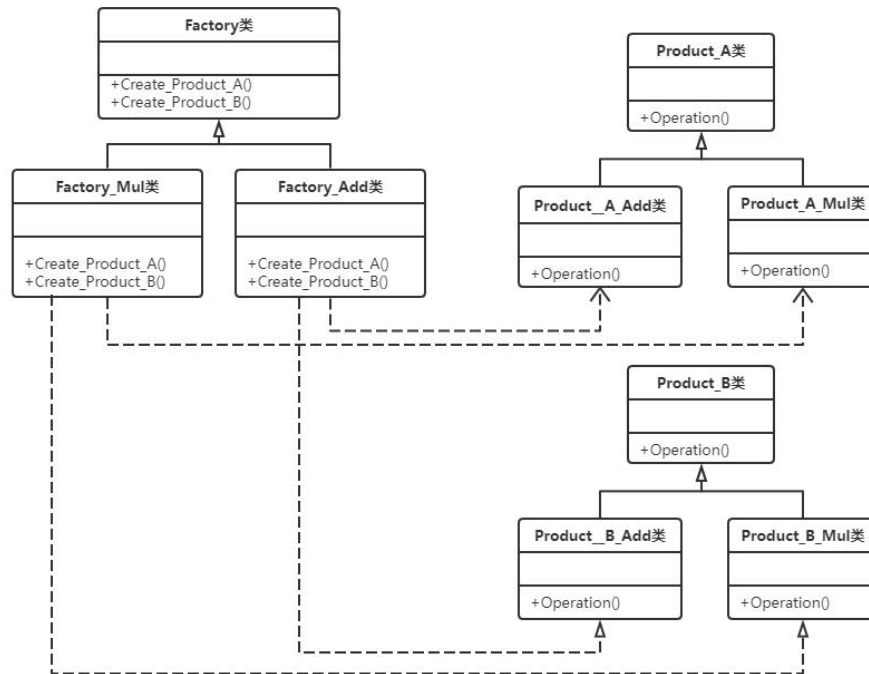 Factory类
+Create_Product_A()
+Create_Product_B()
Product_A类
+Operation()
Factory_Mul类
+Create_Product_A()
+Create_Product_B()
Factory_Add类
+Create_Product_A()
+Create_Product_B()
Product__A_Add类
+Operation()
Product_A_Mul类
+Operation()
Product_B类
+Operation()
Product__B_Add类
+Operation()
Product_B_Mul类
+Operation()